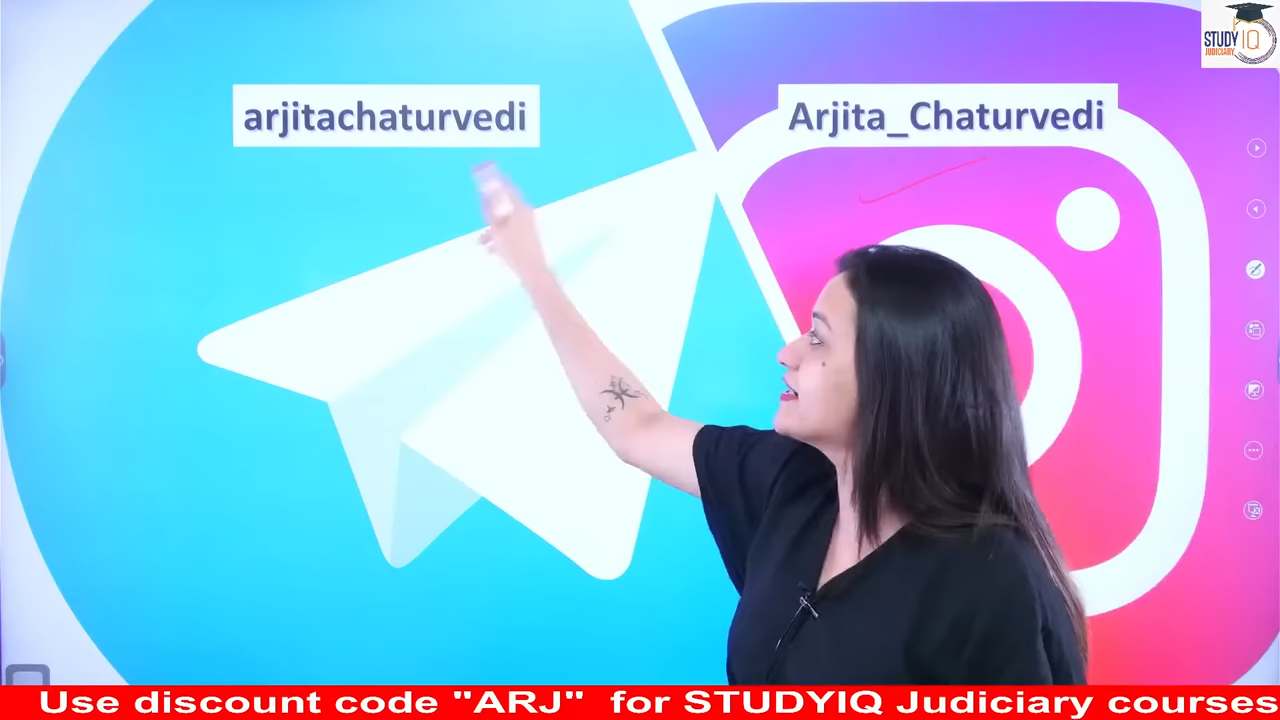 arjitachaturvedi
Arjita_Chaturvedi
STUDY IQ
JUDICIARY
Use discount code "ARJ" for STUDYIQ Judiciary courses